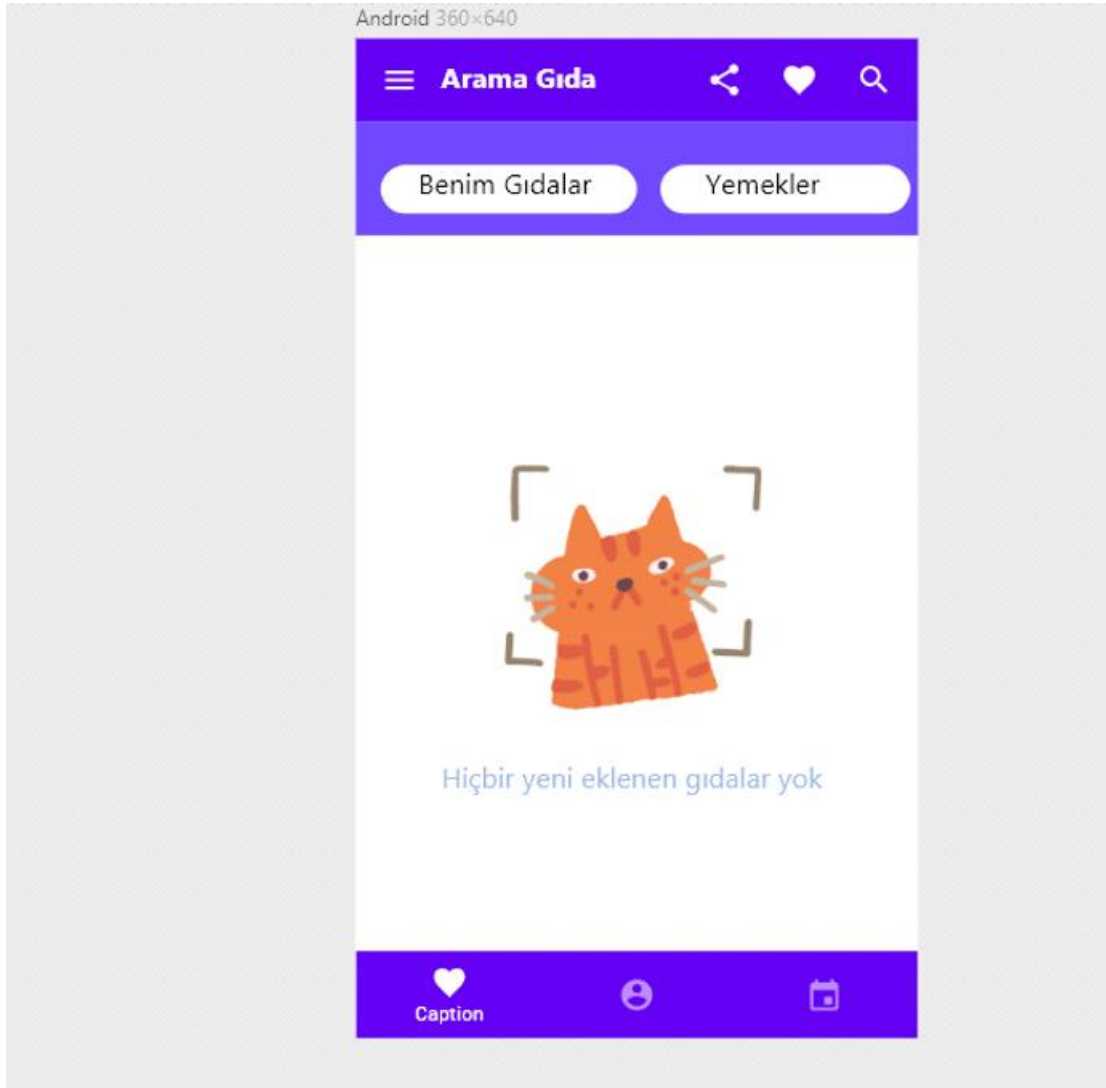 Android 360×640
Arama Gıda
Benim Gıdalar
Yemekler
Hiçbir yeni eklenen gıdalar yok
Caption